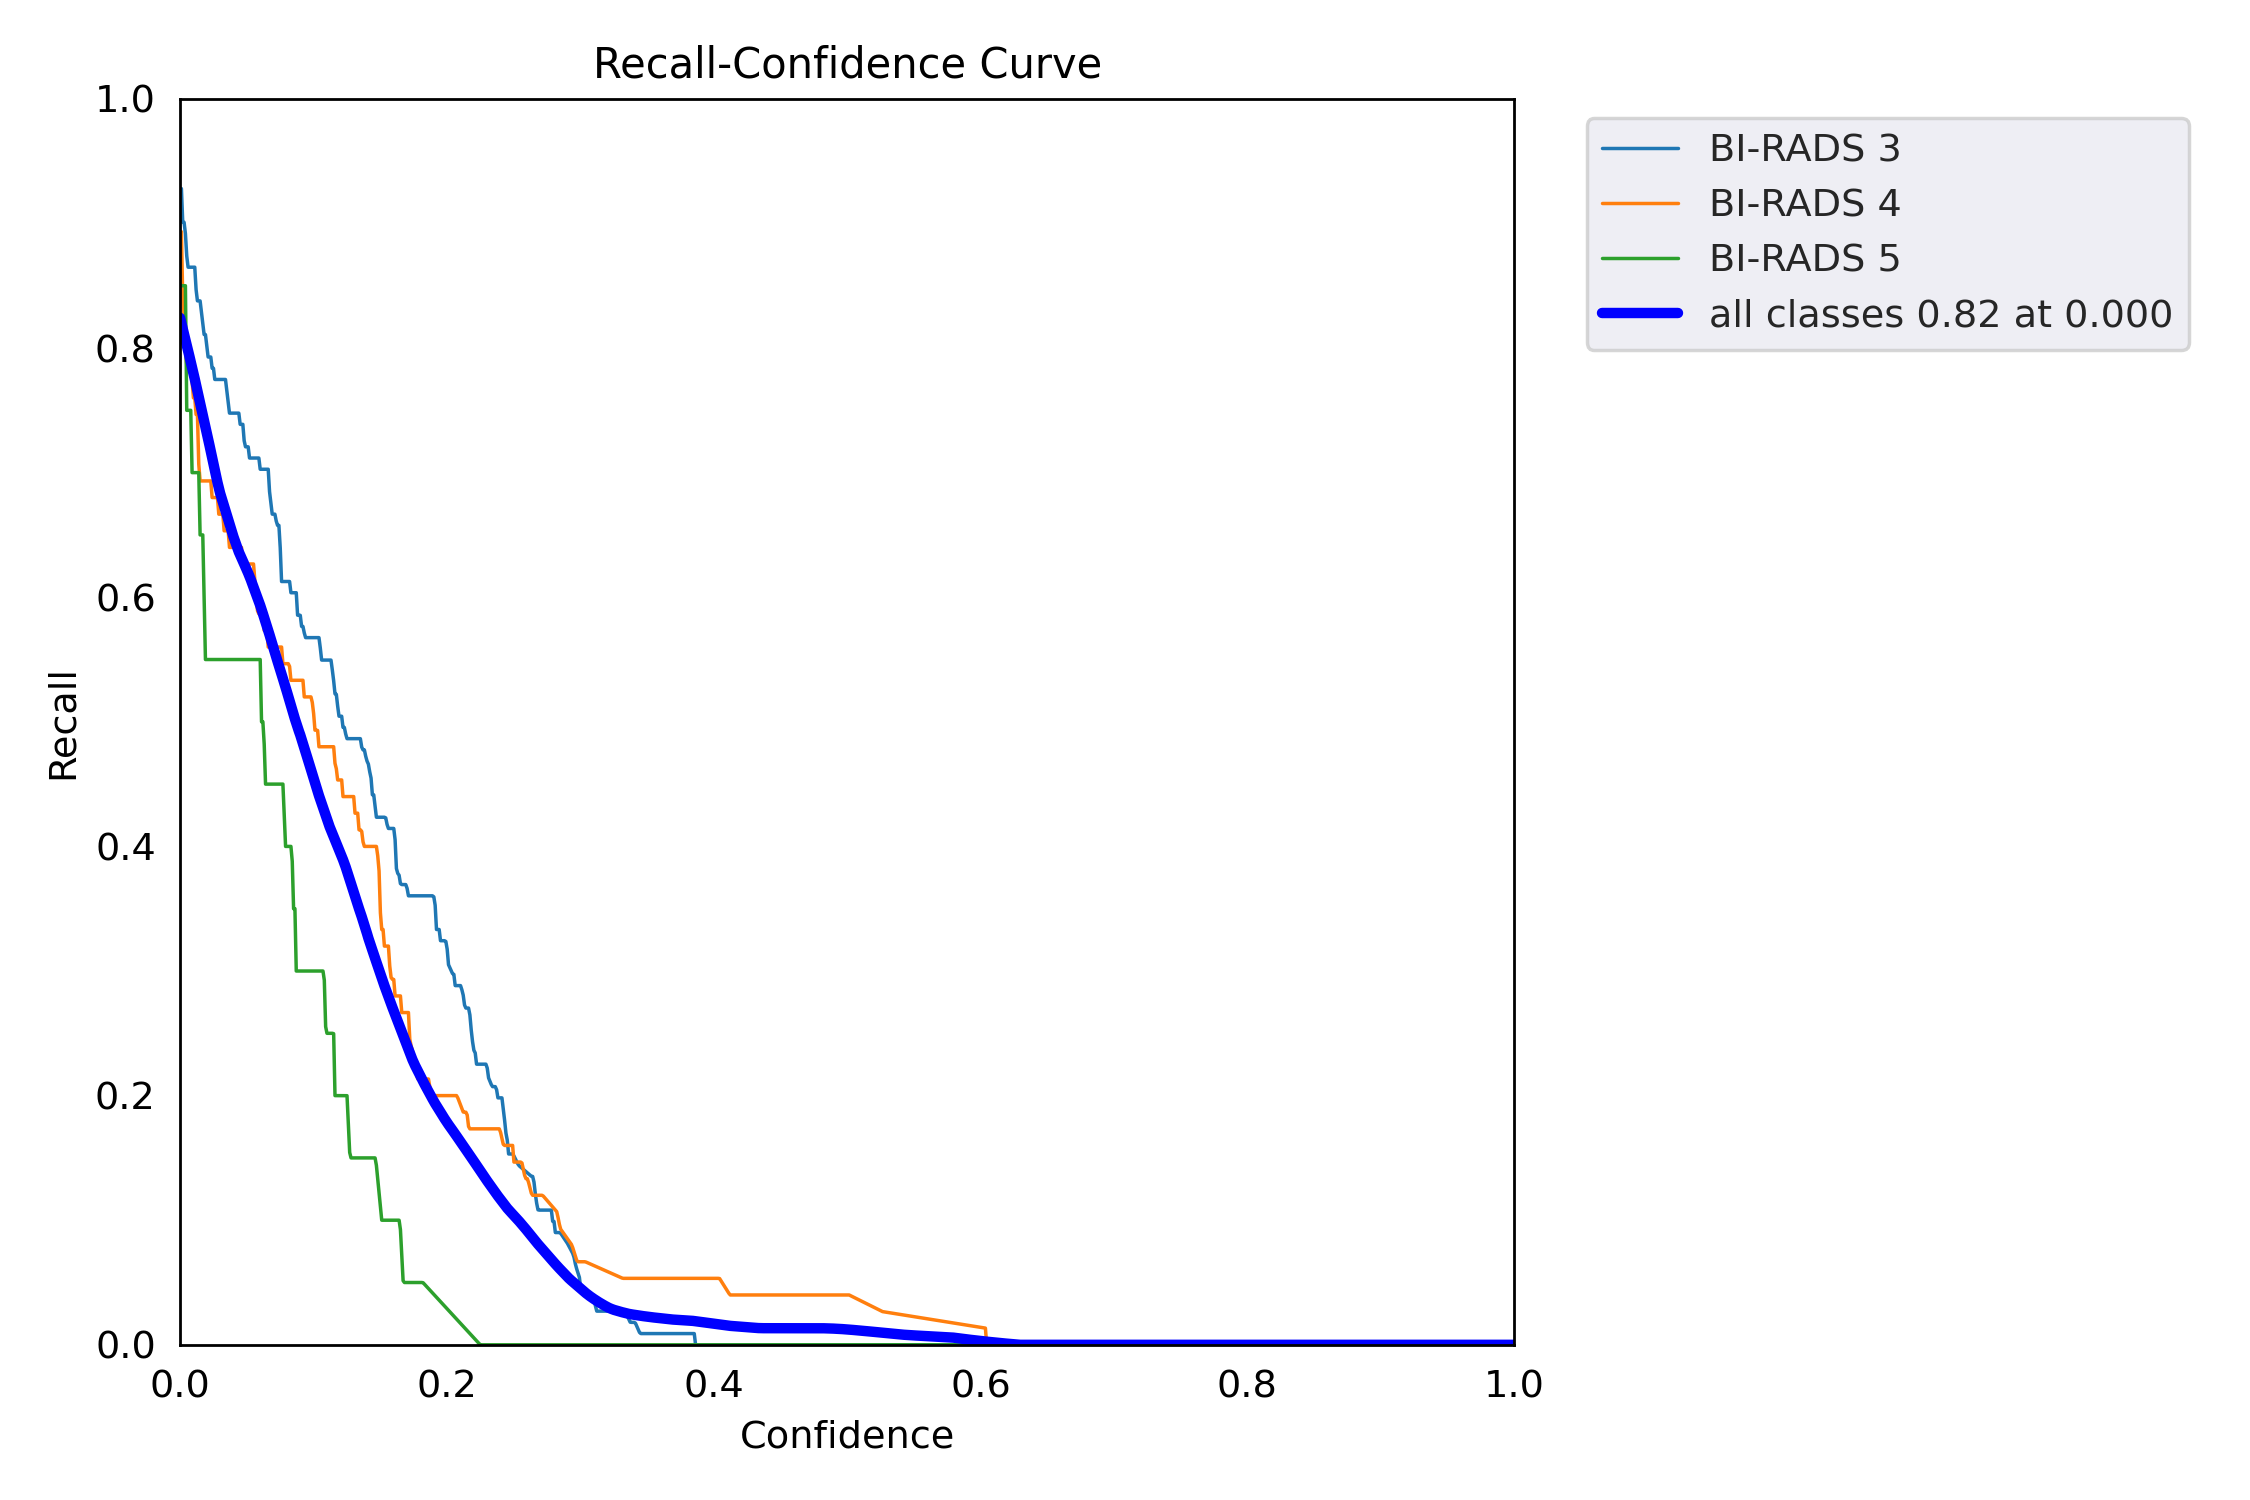 Recall-Confidence Curve
1.0
0.8
0.6
0.4
0.2
0.0
Recall
0.0 0.2 0.4 0.6 0.8 1.0
Confidence
BI-RADS 3
BI-RADS 4
BI-RADS 5
all classes 0.82 at 0.000